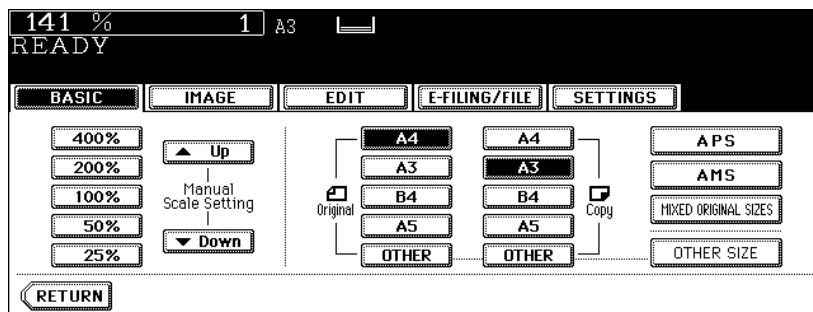 141 % 1 A3
READY
BASIC IMAGE EDIT E-FILING/FILE SETTINGS
400%
200%
100%
50%
25%
▲ Up
Manual
Scale Setting
▼ Down
Original
A4
A3
B4
A5
OTHER
A4
A3
B4
A5
OTHER
Copy
APS
AMS
MIXED ORIGINAL SIZES
OTHER SIZE
RETURN